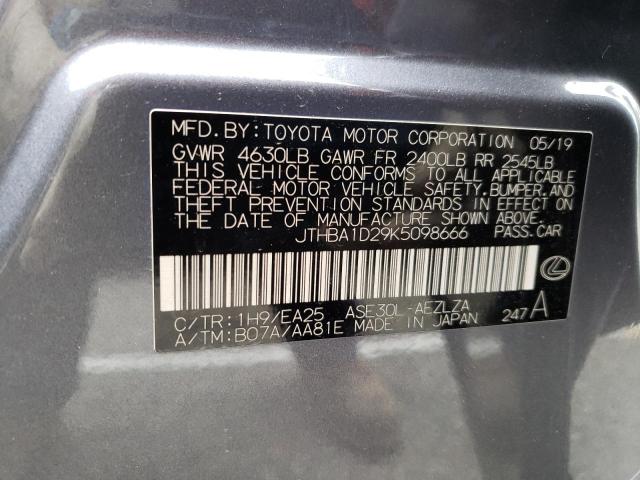 MFD.BY:TOYOTA MOTOR CORPORATION 05/19
GVWR 4630LB GAWR FR 2400LB RR 2545LB
THIS VEHICLE CONFORMS TO ALL APPLICABLE
FEDERAL MOTOR VEHICLE SAFETY,BUMPER,AND
THEFT PREVENTION STANDARDS IN EFFECT ON
THE DATE OF MANUFACTURE SHOWN ABOVE.
JTHBA1D29K5098666 PASS.CAR
C/TR:1H9/EA25 ASE30L-AEZLZA
A/TM:B07A/AA81E MADE IN JAPAN 247 A